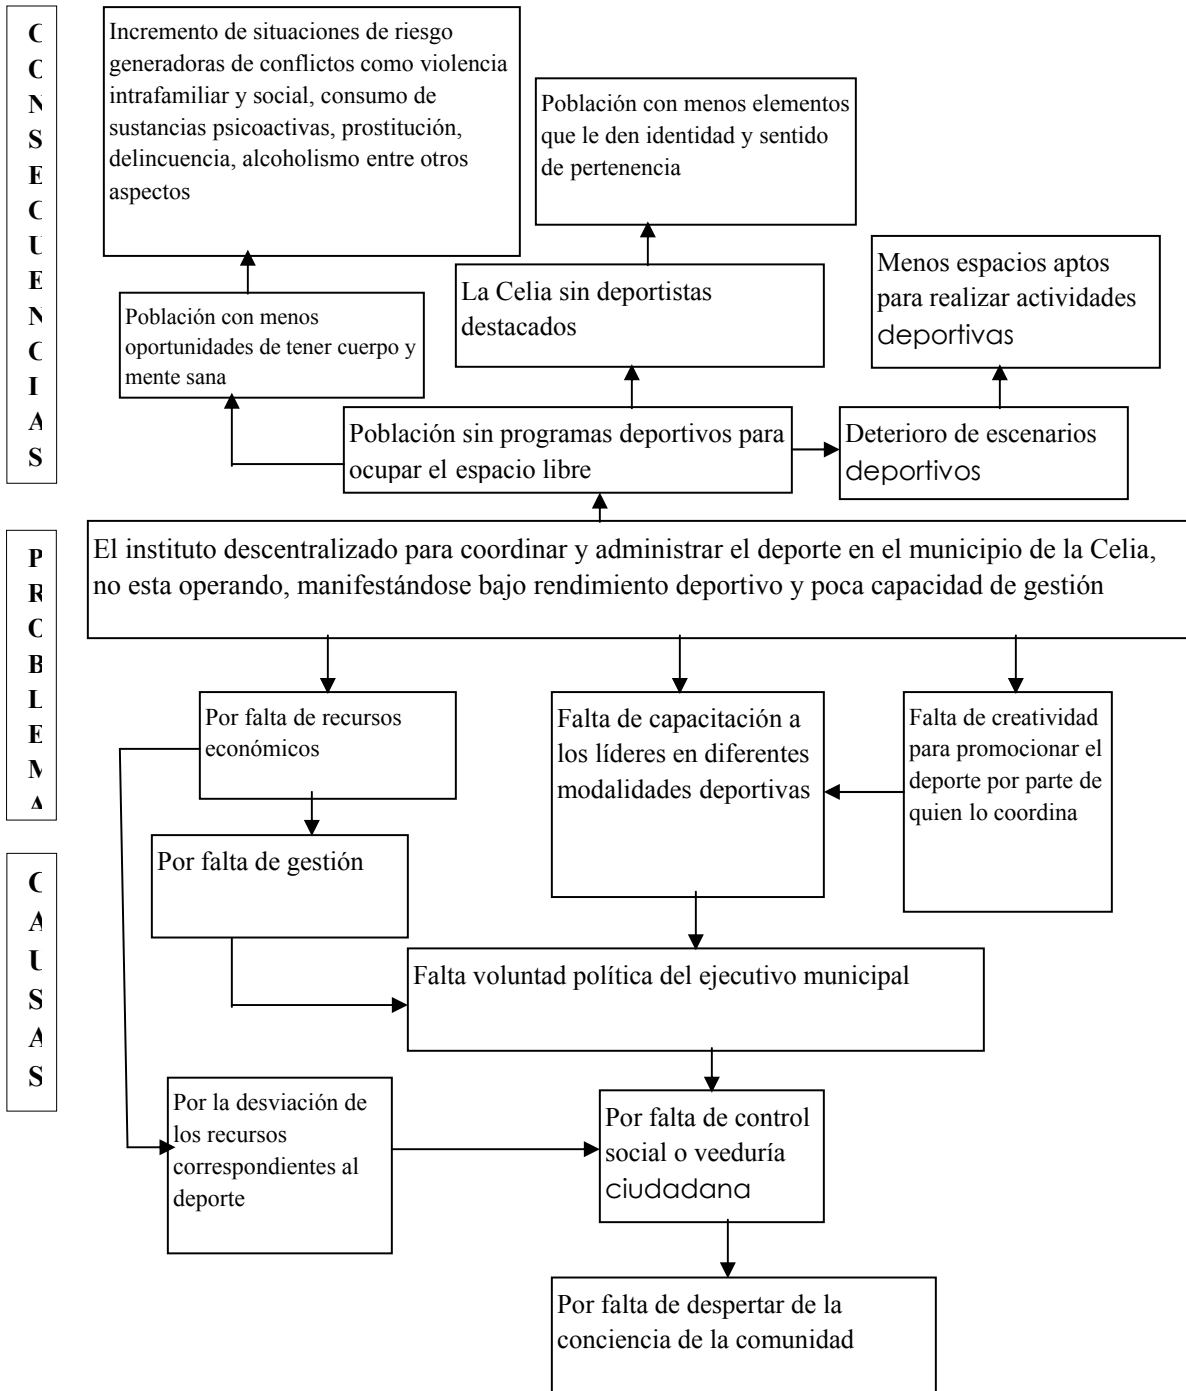 CONSECUENCIAS
Incremento de situaciones de riesgo
generadoras de conflictos como violencia
intrafamiliar y social, consumo de
sustancias psicoactivas, prostitución,
delincuencia, alcoholismo entre otros
aspectos
Población con menos elementos
que le den identidad y sentido
de pertenencia
Menos espacios aptos
para realizar actividades
deportivas
La Celia sin deportistas
destacados
Población con menos
oportunidades de tener cuerpo y
mente sana
Población sin programas deportivos para
ocupar el espacio libre
Deterioro de escenarios
deportivos
PROBLEMA
El instituto descentralizado para coordinar y administrar el deporte en el municipio de la Celia,
no esta operando, manifestándose bajo rendimiento deportivo y poca capacidad de gestión
Por falta de recursos
económicos
Falta de capacitación a
los líderes en diferentes
modalidades deportivas
Falta de creatividad
para promocionar el
deporte por parte de
quien lo coordina
CAUSAS
Por falta de gestión
Falta voluntad política del ejecutivo municipal
Por la desviación de
los recursos
correspondientes al
deporte
Por falta de control
social o veeduría
ciudadana
Por falta de despertar de la
conciencia de la comunidad